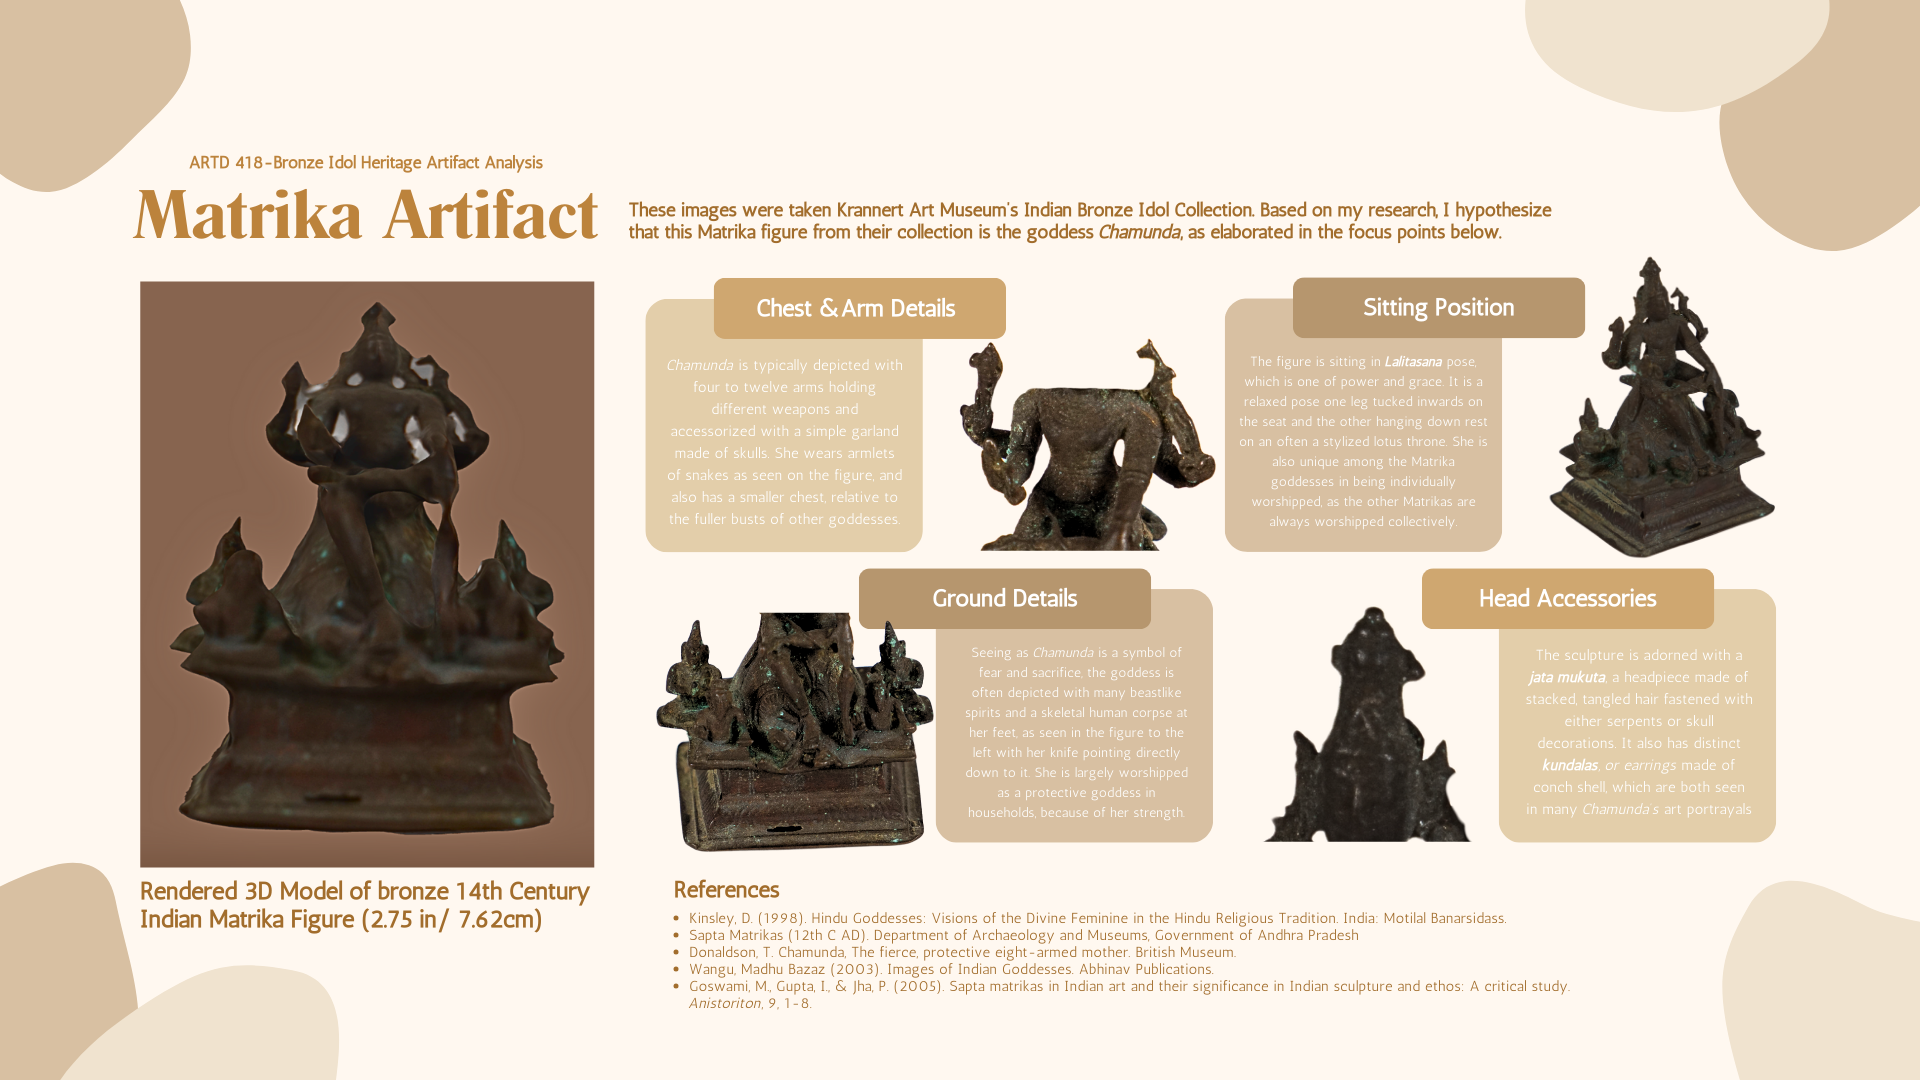 ARTD 418-Bronze Idol Heritage Artifact Analysis
Matrika Artifact
These images were taken Krannert Art Museum's Indian Bronze Idol Collection. Based on my research, I hypothesize
that this Matrika figure from their collection is the goddess Chamunda, as elaborated in the focus points below.
Chest & Arm Details
Chamunda is typically depicted with
four to twelve arms holding
different weapons and
accessorized with a simple garland
made of skulls. She wears armlets
of snakes as seen on the figure, and
also has a smaller chest, relative to
the fuller busts of other goddesses.
Sitting Position
The figure is sitting in Lalitasana pose,
which is one of power and grace. It is a
relaxed pose one leg tucked inwards on
the seat and the other hanging down rest
on an often a stylized lotus throne. She is
also unique among the Matrika
goddesses in being individually
worshipped, as the other Matrikas are
always worshipped collectively.
Ground Details
Seeing as Chamunda is a symbol of
fear and sacrifice, the goddess is
often depicted with many beastlike
spirits and a skeletal human corpse at
her feet, as seen in the figure to the
left with her knife pointing directly
down to it. She is largely worshipped
as a protective goddess in
households, because of her strength.
Head Accessories
The sculpture is adorned with a
jata mukuta, a headpiece made of
stacked, tangled hair fastened with
either serpents or skull
decorations. It also has distinct
kundalas, or earrings made of
conch shell, which are both seen
in many Chamunda's art portrayals
Rendered 3D Model of bronze 14th Century
Indian Matrika Figure (2.75 in/ 7.62cm)
References
• Kinsley, D. (1998). Hindu Goddesses: Visions of the Divine Feminine in the Hindu Religious Tradition. India: Motilal Banarsidass.
• Sapta Matrikas (12th C AD). Department of Archaeology and Museums, Government of Andhra Pradesh
• Donaldson, T. Chamunda, The fierce, protective eight-armed mother. British Museum.
• Wangu, Madhu Bazaz (2003). Images of Indian Goddesses. Abhinav Publications.
• Goswami, M., Gupta, I., & Jha, P. (2005). Sapta matrikas in Indian art and their significance in Indian sculpture and ethos: A critical study.
Anistoriton, 9, 1-8.